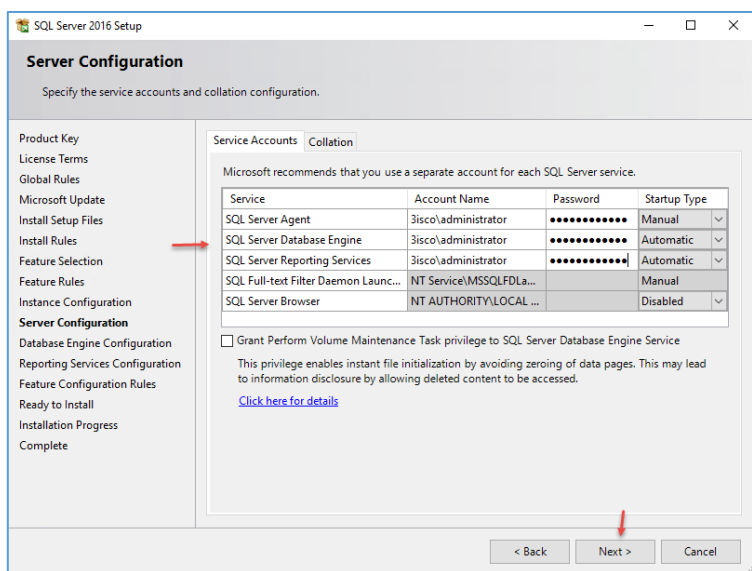 SQL Server 2016 Setup
Server Configuration
Specify the service accounts and collation configuration.
Product Key
License Terms
Global Rules
Microsoft Update
Install Setup Files
Install Rules
Feature Selection
Feature Rules
Instance Configuration
Server Configuration
Database Engine Configuration
Reporting Services Configuration
Feature Configuration Rules
Ready to Install
Installation Progress
Complete
Service Accounts Collation
Microsoft recommends that you use a separate account for each SQL Server service.
Service Account Name Password Startup Type
SQL Server Agent 3isco\administrator ●●●●●●●●●●●● Manual
SQL Server Database Engine 3isco\administrator ●●●●●●●●●●●● Automatic
SQL Server Reporting Services 3isco\administrator ●●●●●●●●●●●● Automatic
SQL Full-text Filter Daemon Launc... NT Service\MSSQLFDLa... Manual
SQL Server Browser NT AUTHORITY\LOCAL ... Disabled
Grant Perform Volume Maintenance Task privilege to SQL Server Database Engine Service
This privilege enables instant file initialization by avoiding zeroing of data pages. This may lead
to information disclosure by allowing deleted content to be accessed.
Click here for details
< Back Next > Cancel